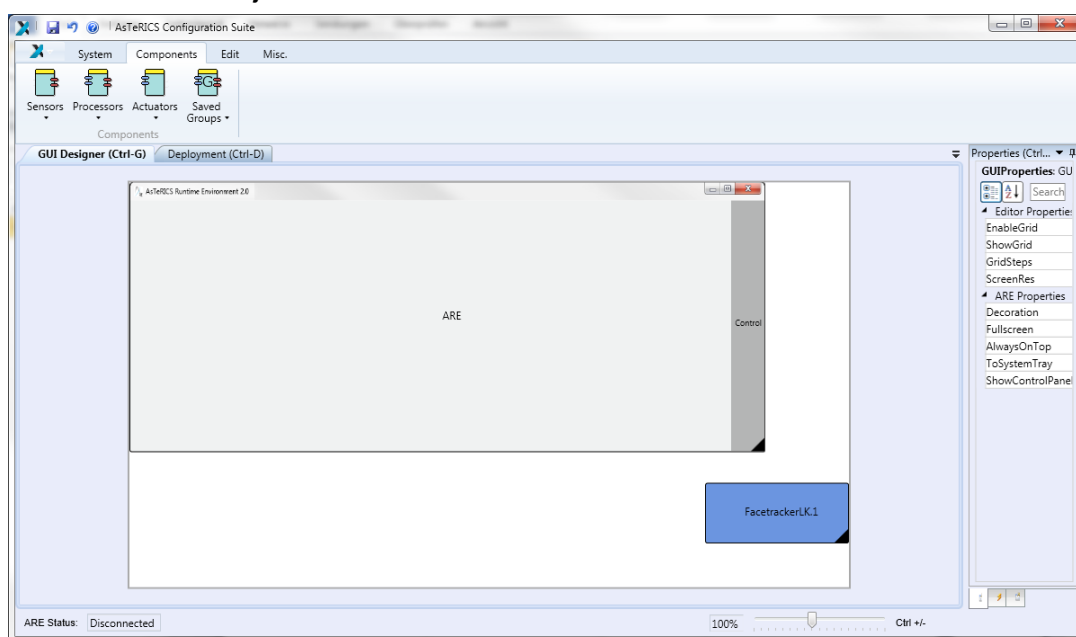 AsTeRICS Configuration Suite
System Components Edit Misc.
Sensors Processors Actuators Saved Groups
Components
GUI Designer (Ctrl-G) Deployment (Ctrl-D)
Properties (Ctrl...
GUIProperties: GU
Search
Editor Propertie
EnableGrid
ShowGrid
GridSteps
ScreenRes
ARE Properties
Decoration
Fullscreen
AlwaysOnTop
ToSystemTray
ShowControlPanel
AsTeRICS Runtime Environment 2.0
ARE
Control
FacetrackerLK.1
ARE Status: Disconnected
100% Ctrl +/-